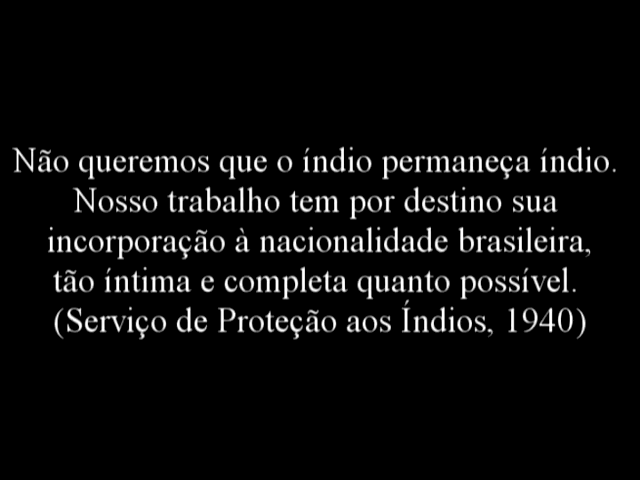 Não queremos que o índio permaneça índio.
Nosso trabalho tem por destino sua
incorporação à nacionalidade brasileira,
tão íntima e completa quanto possível.
(Serviço de Proteção aos Índios, 1940)